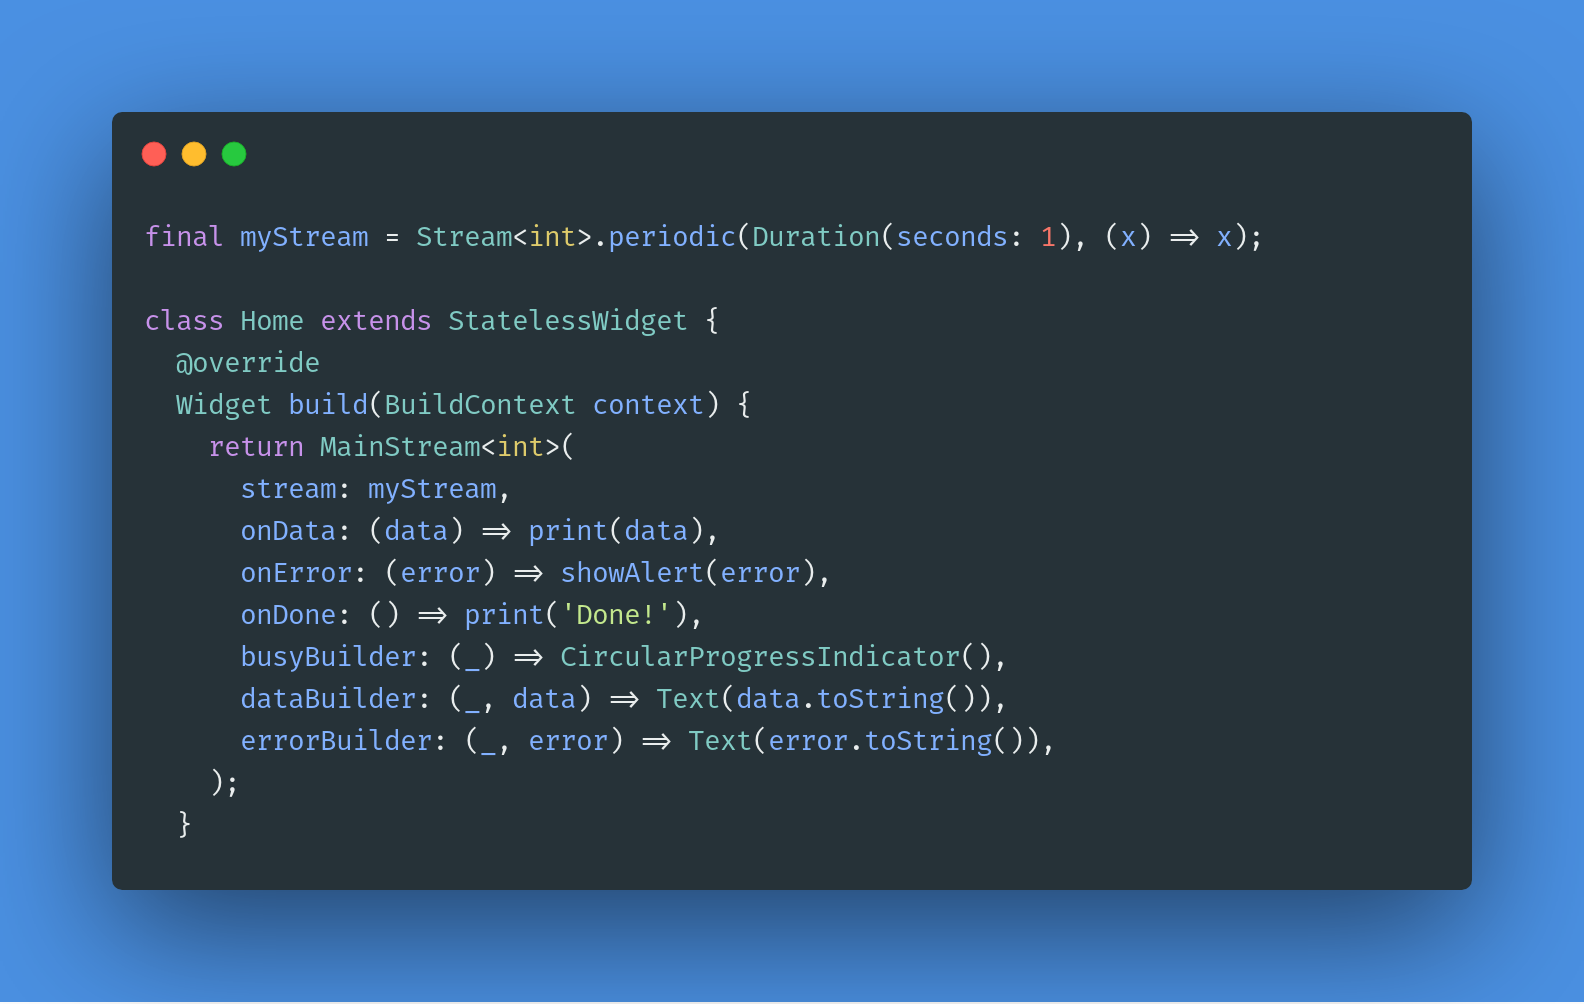 final myStream = Stream<int>.periodic(Duration(seconds: 1), (x) => x);
class Home extends StatelessWidget {
@override
Widget build(BuildContext context) {
return MainStream<int>(
stream: myStream,
onData: (data) => print(data),
onError: (error) => showAlert(error),
onDone: () => print('Done!'),
busyBuilder: (_) => CircularProgressIndicator(),
dataBuilder: (_, data) => Text(data.toString()),
errorBuilder: (_, error) => Text(error.toString()),
);
}